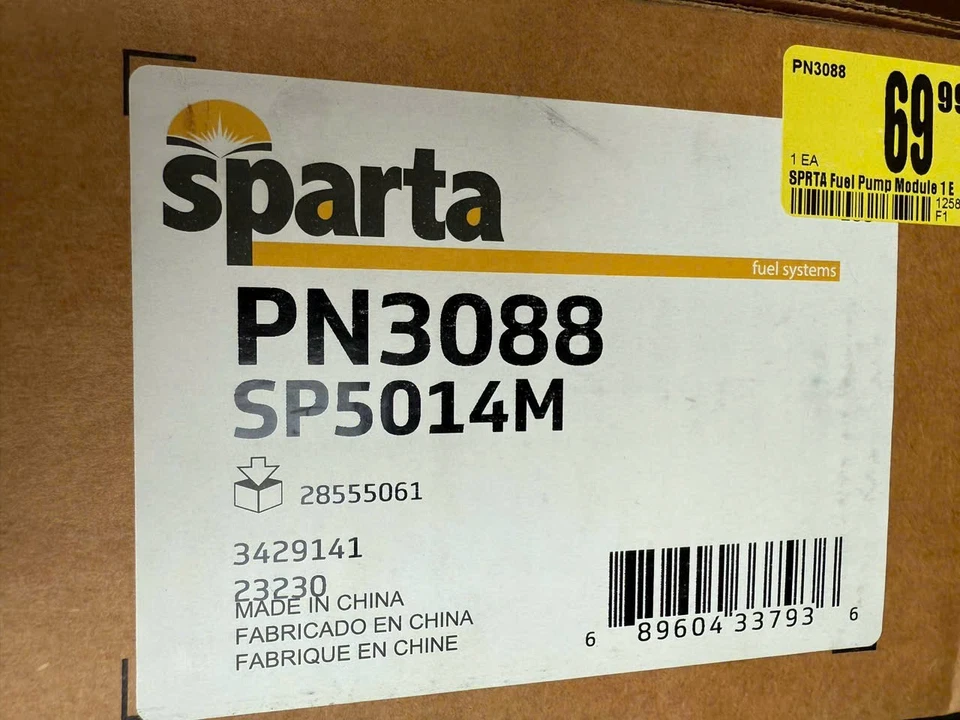 PN3088
69 99
1 EA
SPRTA Fuel Pump Module 1 E
1258
F1
sparta
fuel systems
PN3088
SP5014M
28555061
3429141
23230
MADE IN CHINA
FABRICADO EN CHINA
FABRIQUE EN CHINE
6 89604 33793 6